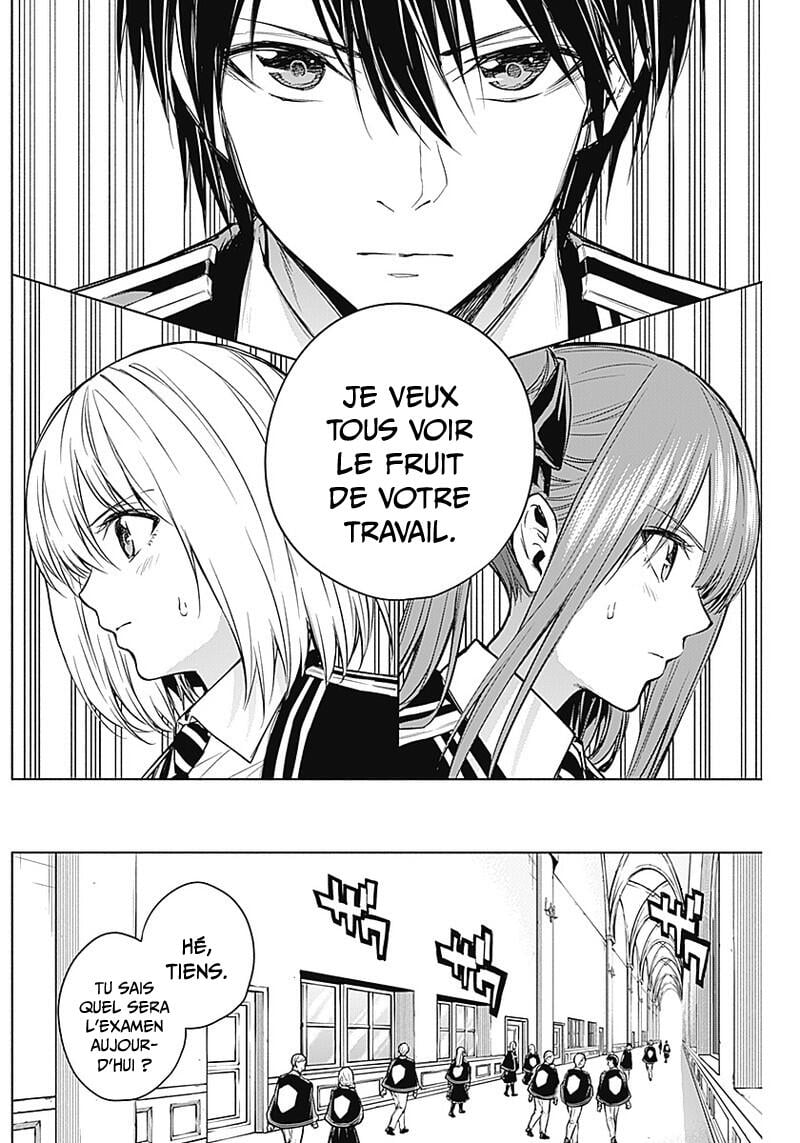 JE VEUX
TOUS VOIR
LE FRUIT
DE VOTRE
TRAVAIL.
HÉ,
TIENS.
TU SAIS
QUEL SERA
L'EXAMEN
AUJOUR-
D'HUI ?